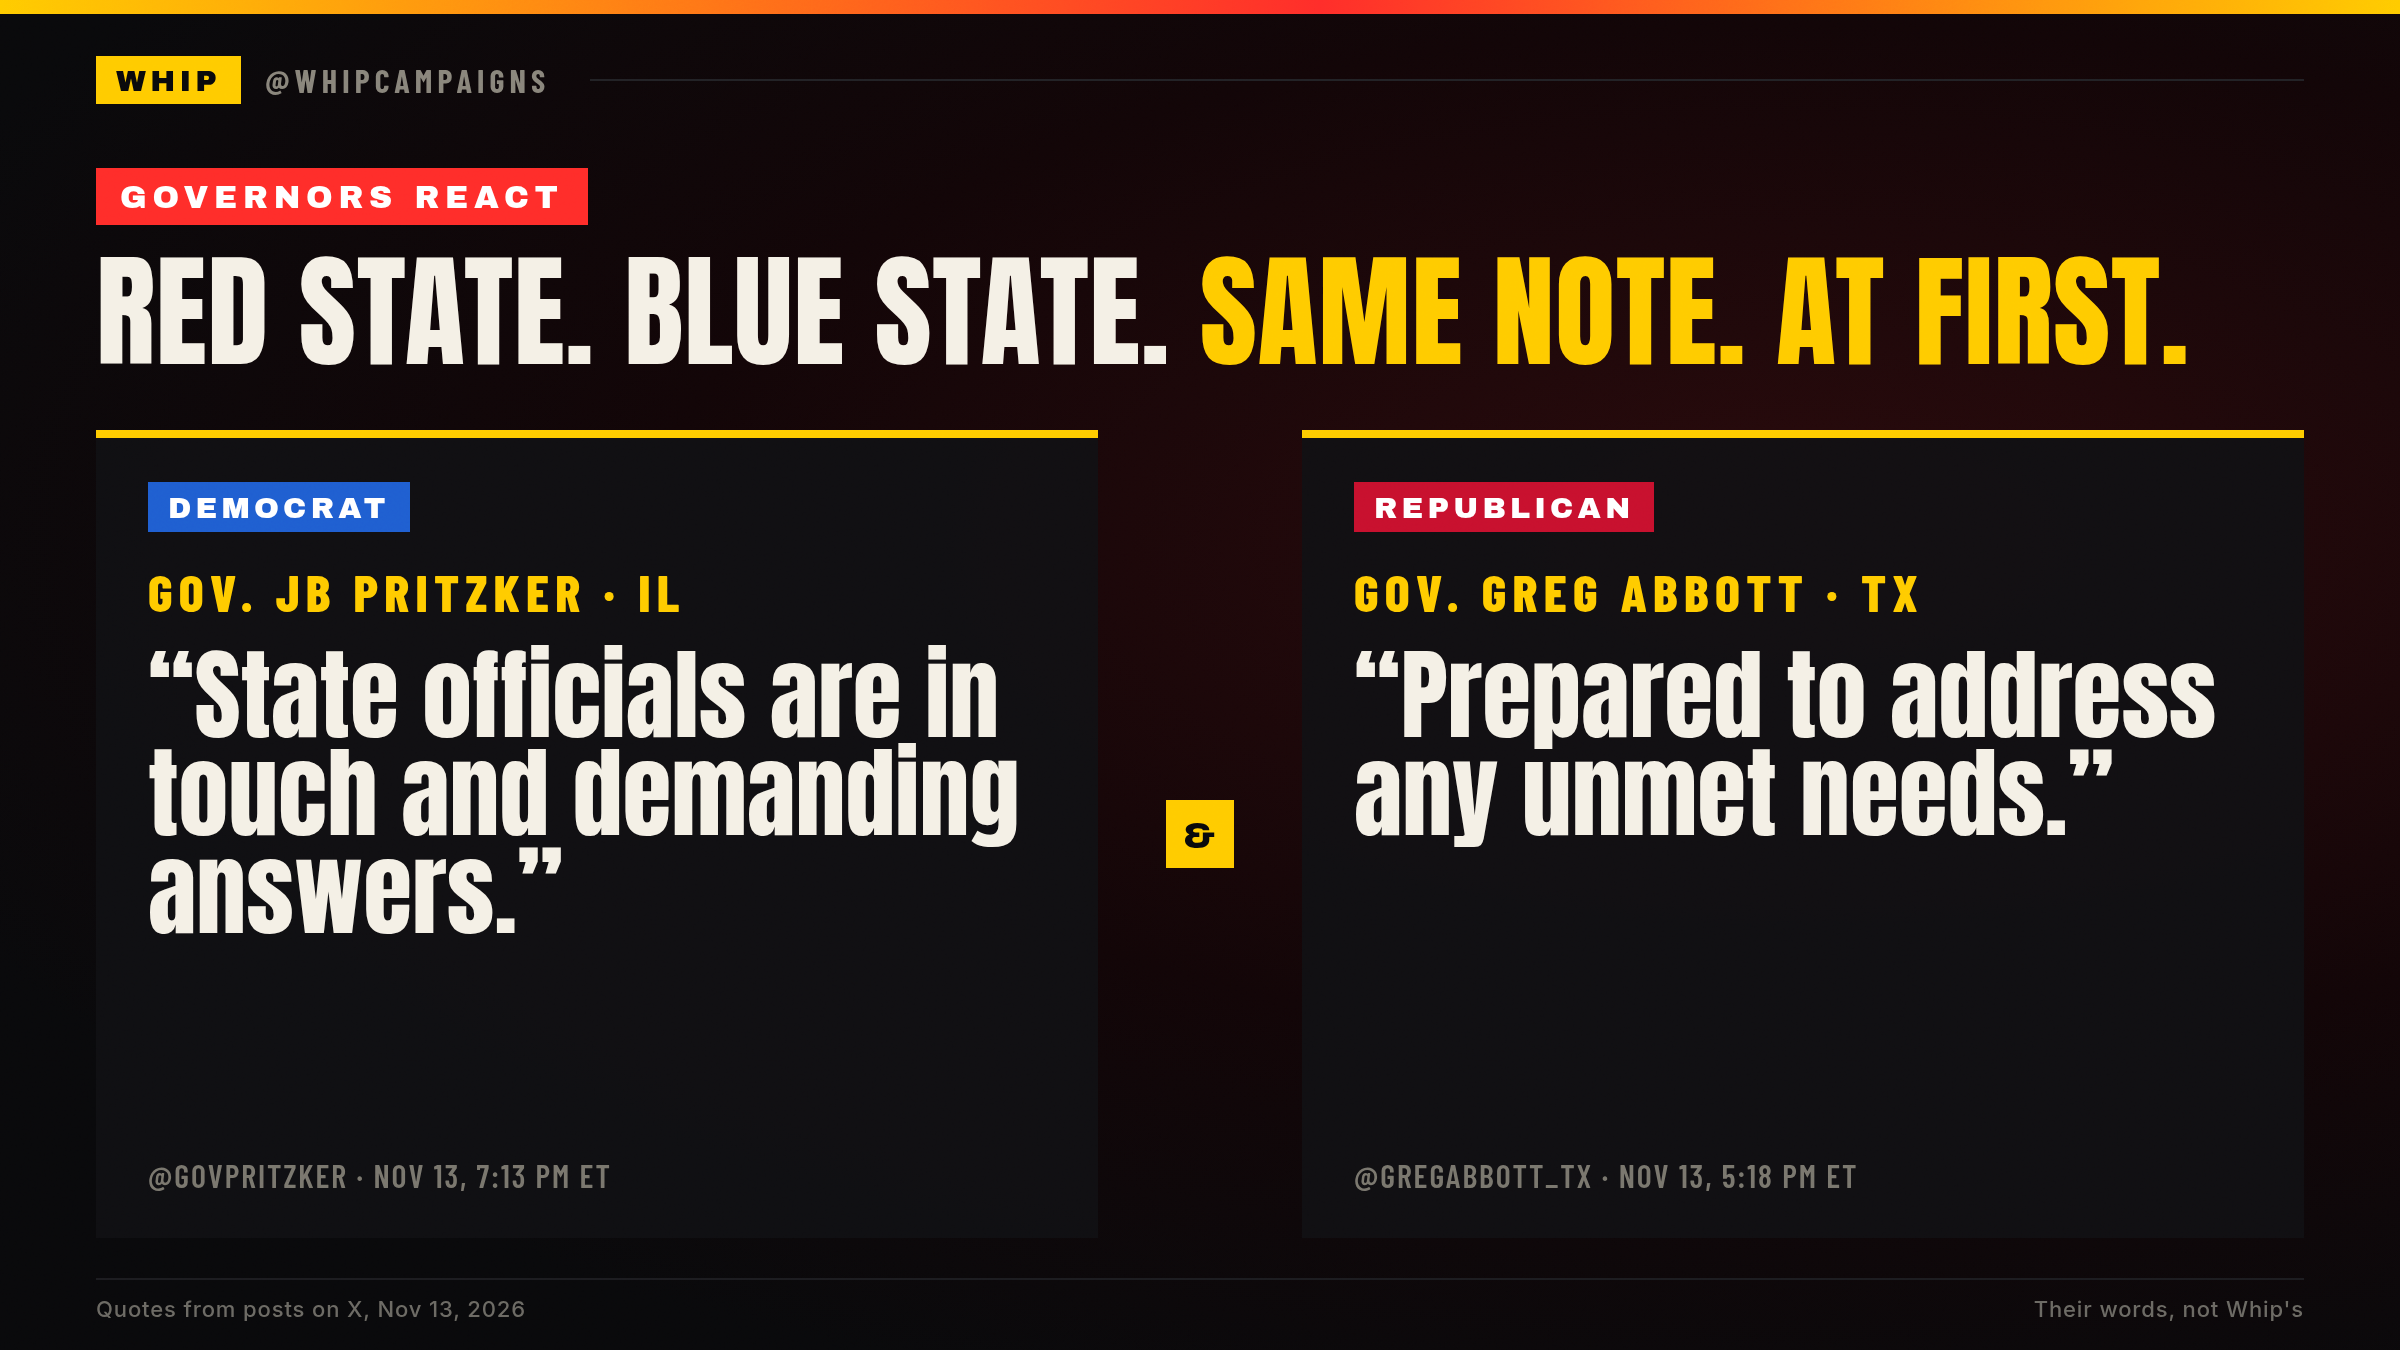 WHIP @WHIPCAMPAIGNS
GOVERNORS REACT
RED STATE. BLUE STATE. SAME NOTE. AT FIRST.
DEMOCRAT
GOV. JB PRITZKER · IL
“State officials are in
touch and demanding
answers.”
@GOVPRITZKER · NOV 13, 7:13 PM ET
&
REPUBLICAN
GOV. GREG ABBOTT · TX
“Prepared to address
any unmet needs.”
@GREGABBOTT_TX · NOV 13, 5:18 PM ET
Quotes from posts on X, Nov 13, 2026
Their words, not Whip's